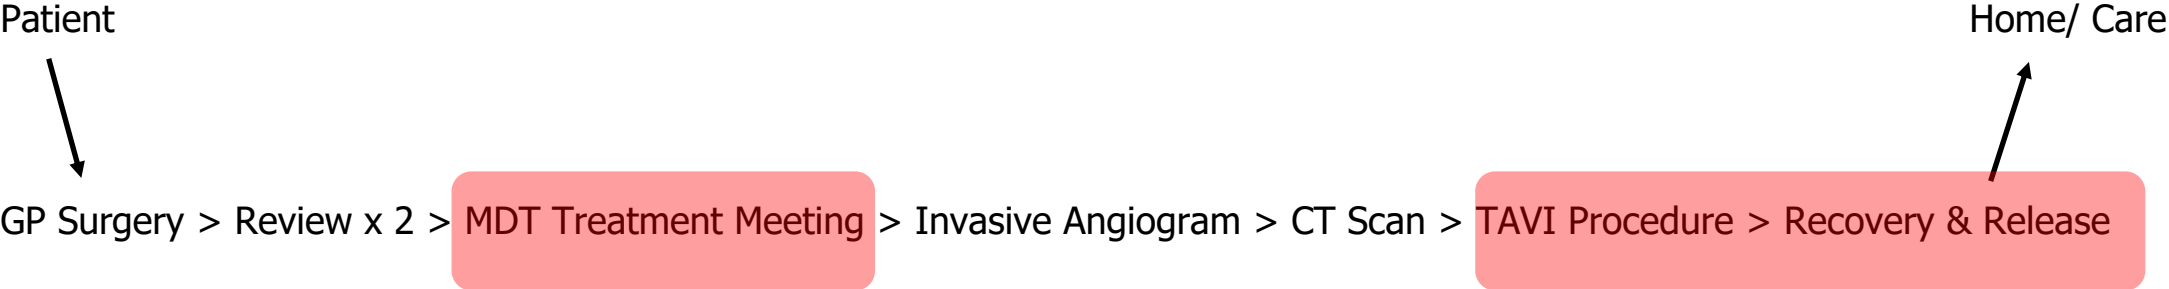 Patient
Home/ Care
GP Surgery > Review x 2 > MDT Treatment Meeting > Invasive Angiogram > CT Scan > TAVI Procedure > Recovery & Release